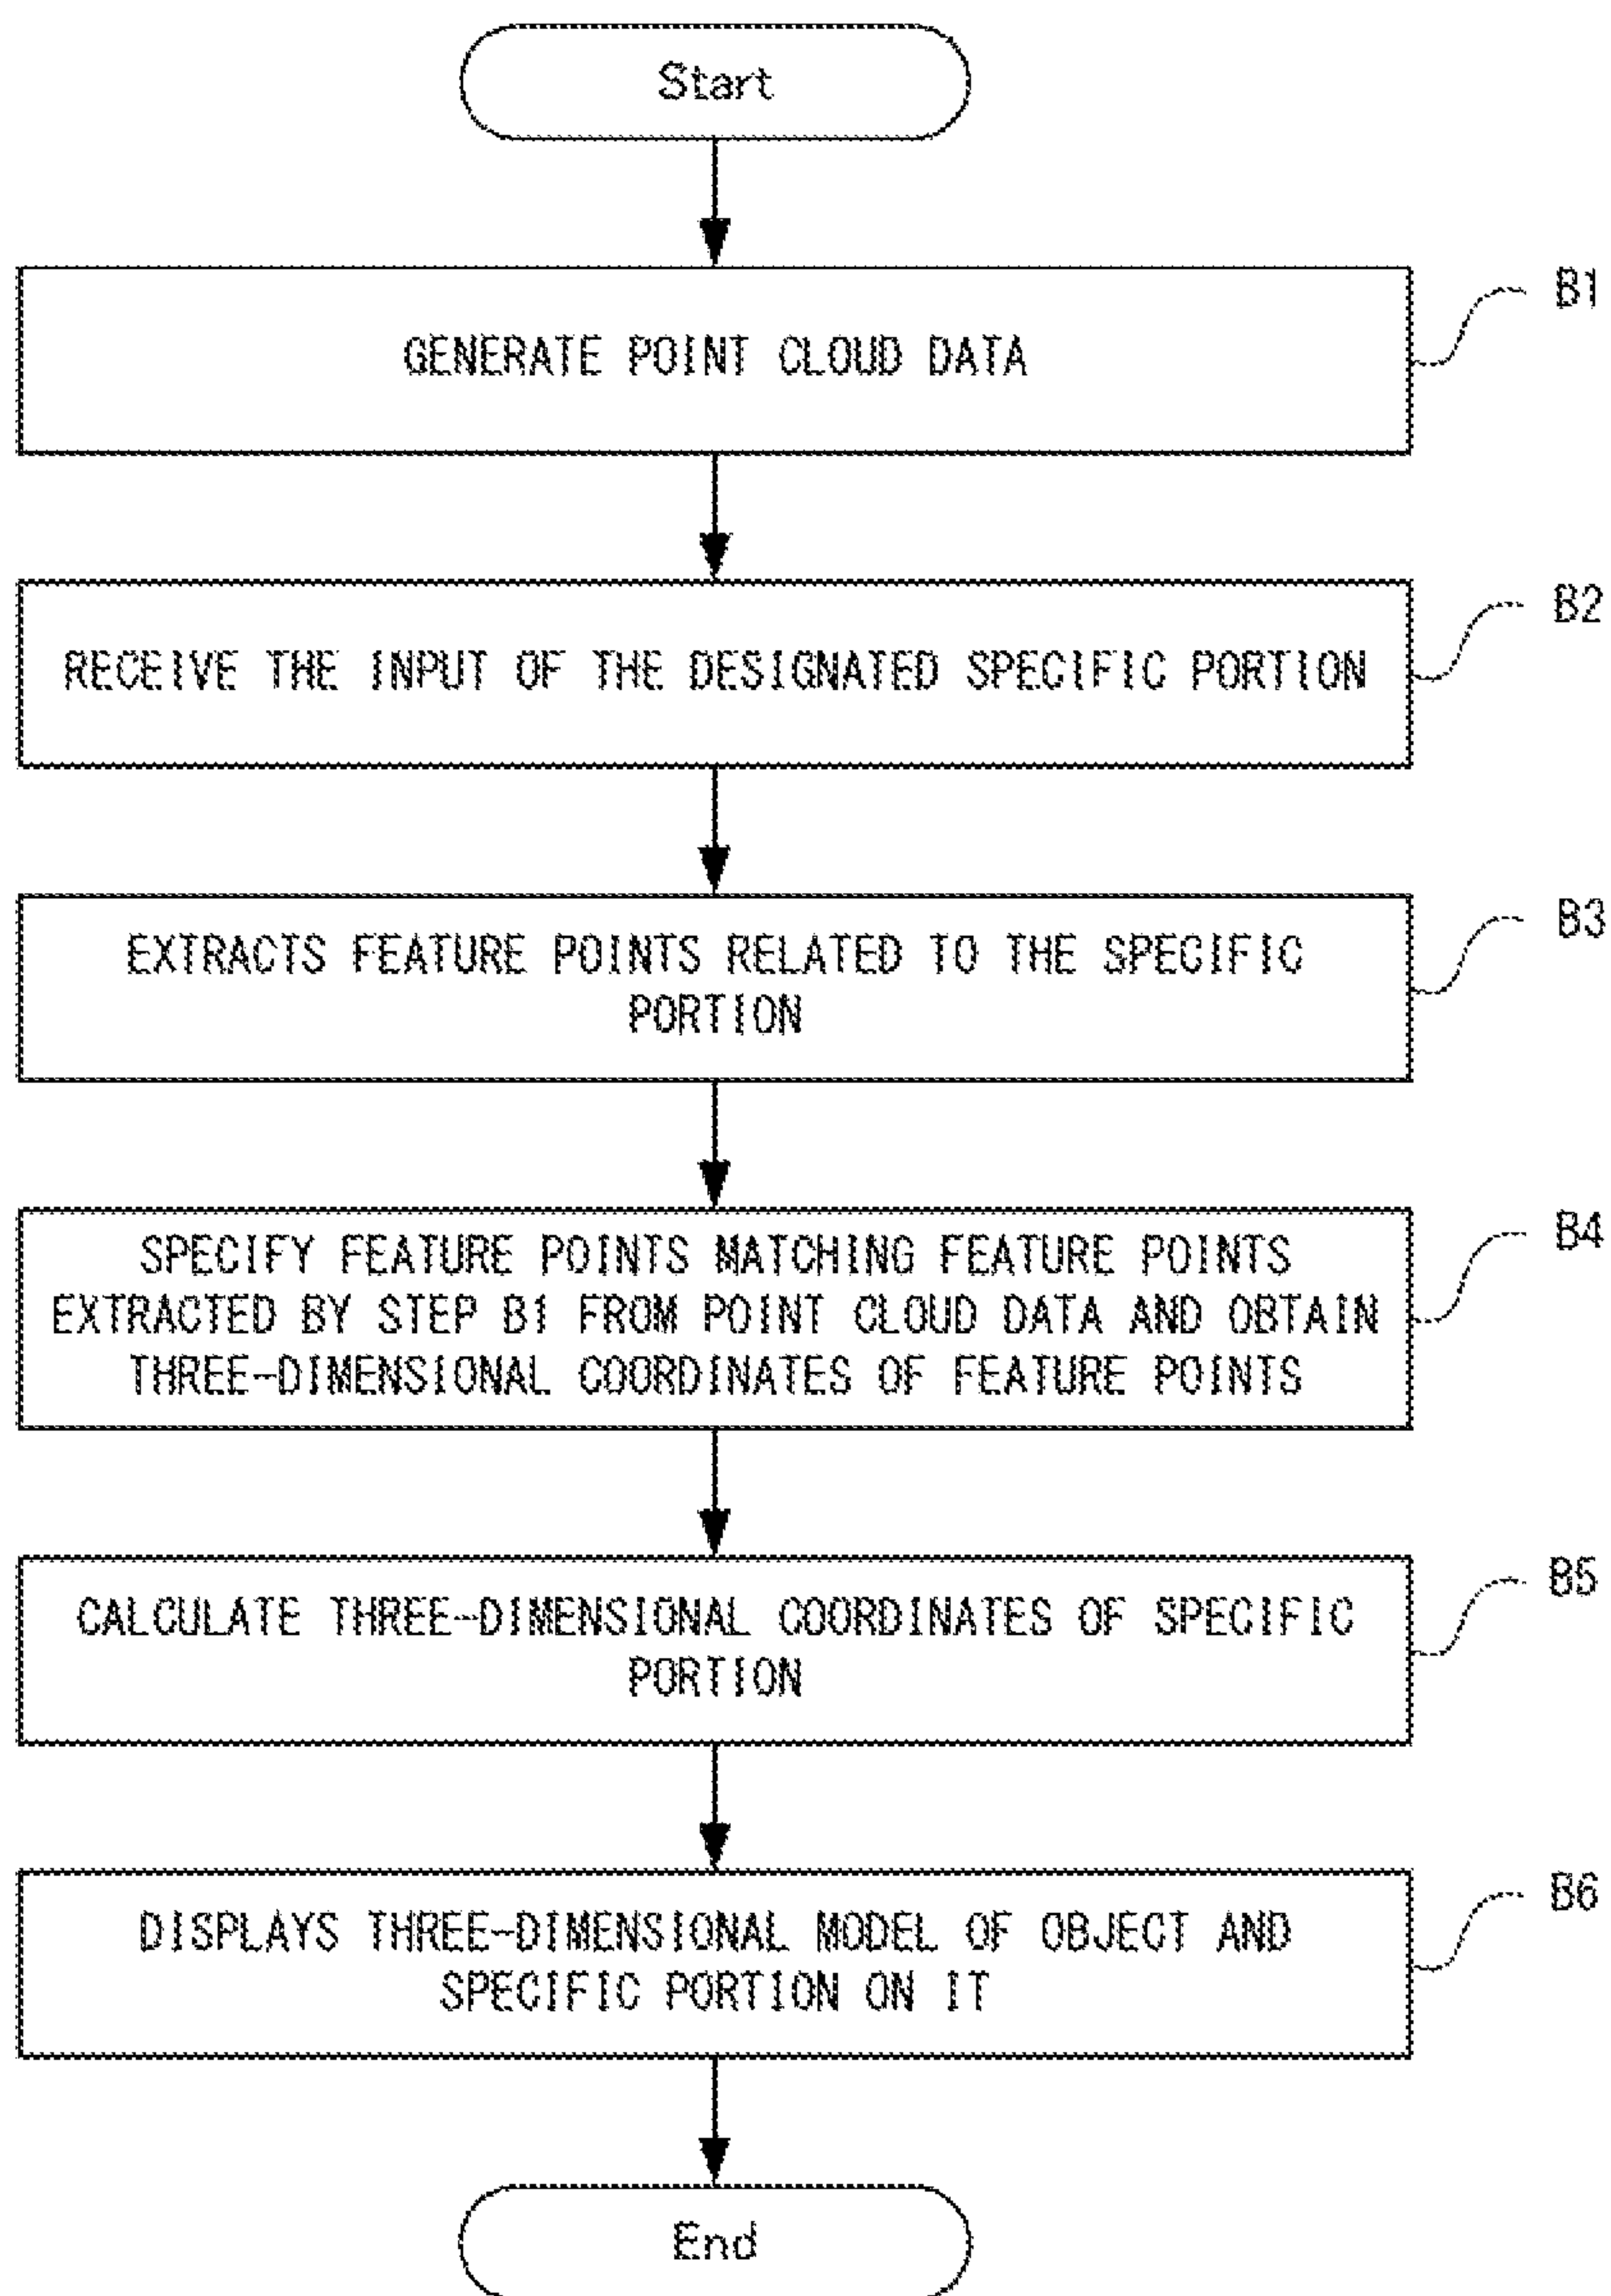 Start
GENERATE POINT CLOUD DATA
B1
RECEIVE THE INPUT OF THE DESIGNATED SPECIFIC PORTION
B2
EXTRACTS FEATURE POINTS RELATED TO THE SPECIFIC
PORTION
B3
SPECIFY FEATURE POINTS MATCHING FEATURE POINTS
EXTRACTED BY STEP B1 FROM POINT CLOUD DATA AND OBTAIN
THREE-DIMENSIONAL COORDINATES OF FEATURE POINTS
B4
CALCULATE THREE-DIMENSIONAL COORDINATES OF SPECIFIC
PORTION
B5
DISPLAYS THREE-DIMENSIONAL MODEL OF OBJECT AND
SPECIFIC PORTION ON IT
B6
End